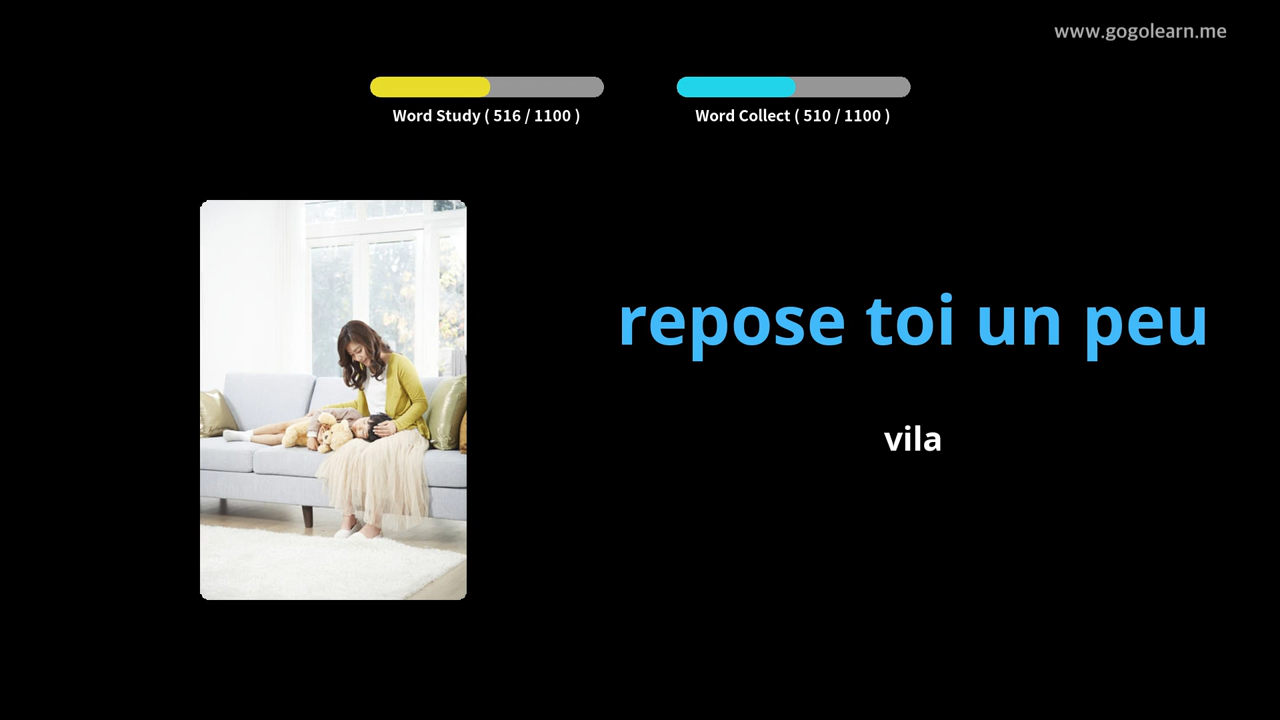 www.gogolearn.me
Word Study ( 516 / 1100 )
Word Collect ( 510 / 1100 )
repose toi un peu
vila